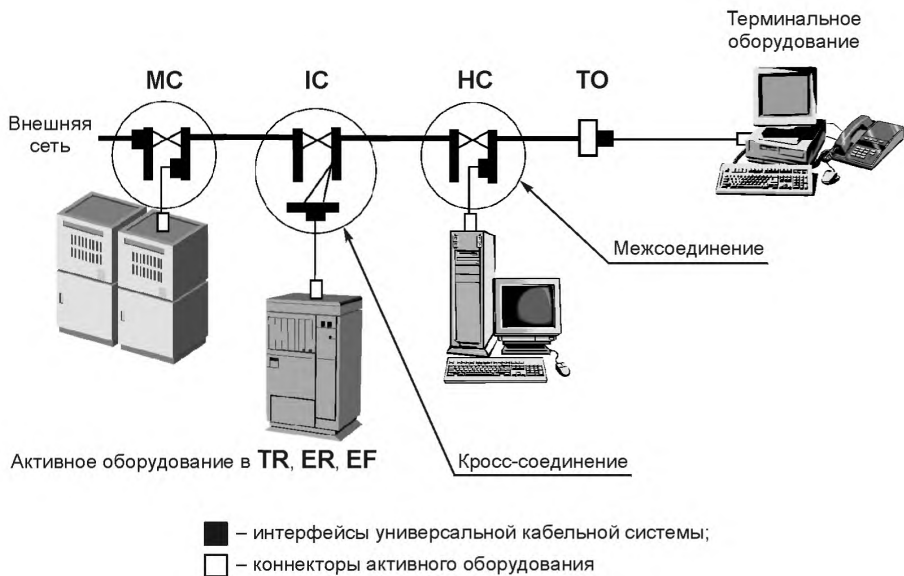 Терминальное
оборудование
MC
IC
HC
TO
Внешняя
сеть
Межсоединение
Активное оборудование в TR, ER, EF
Кросс-соединение
– интерфейсы универсальной кабельной системы;
– коннекторы активного оборудования